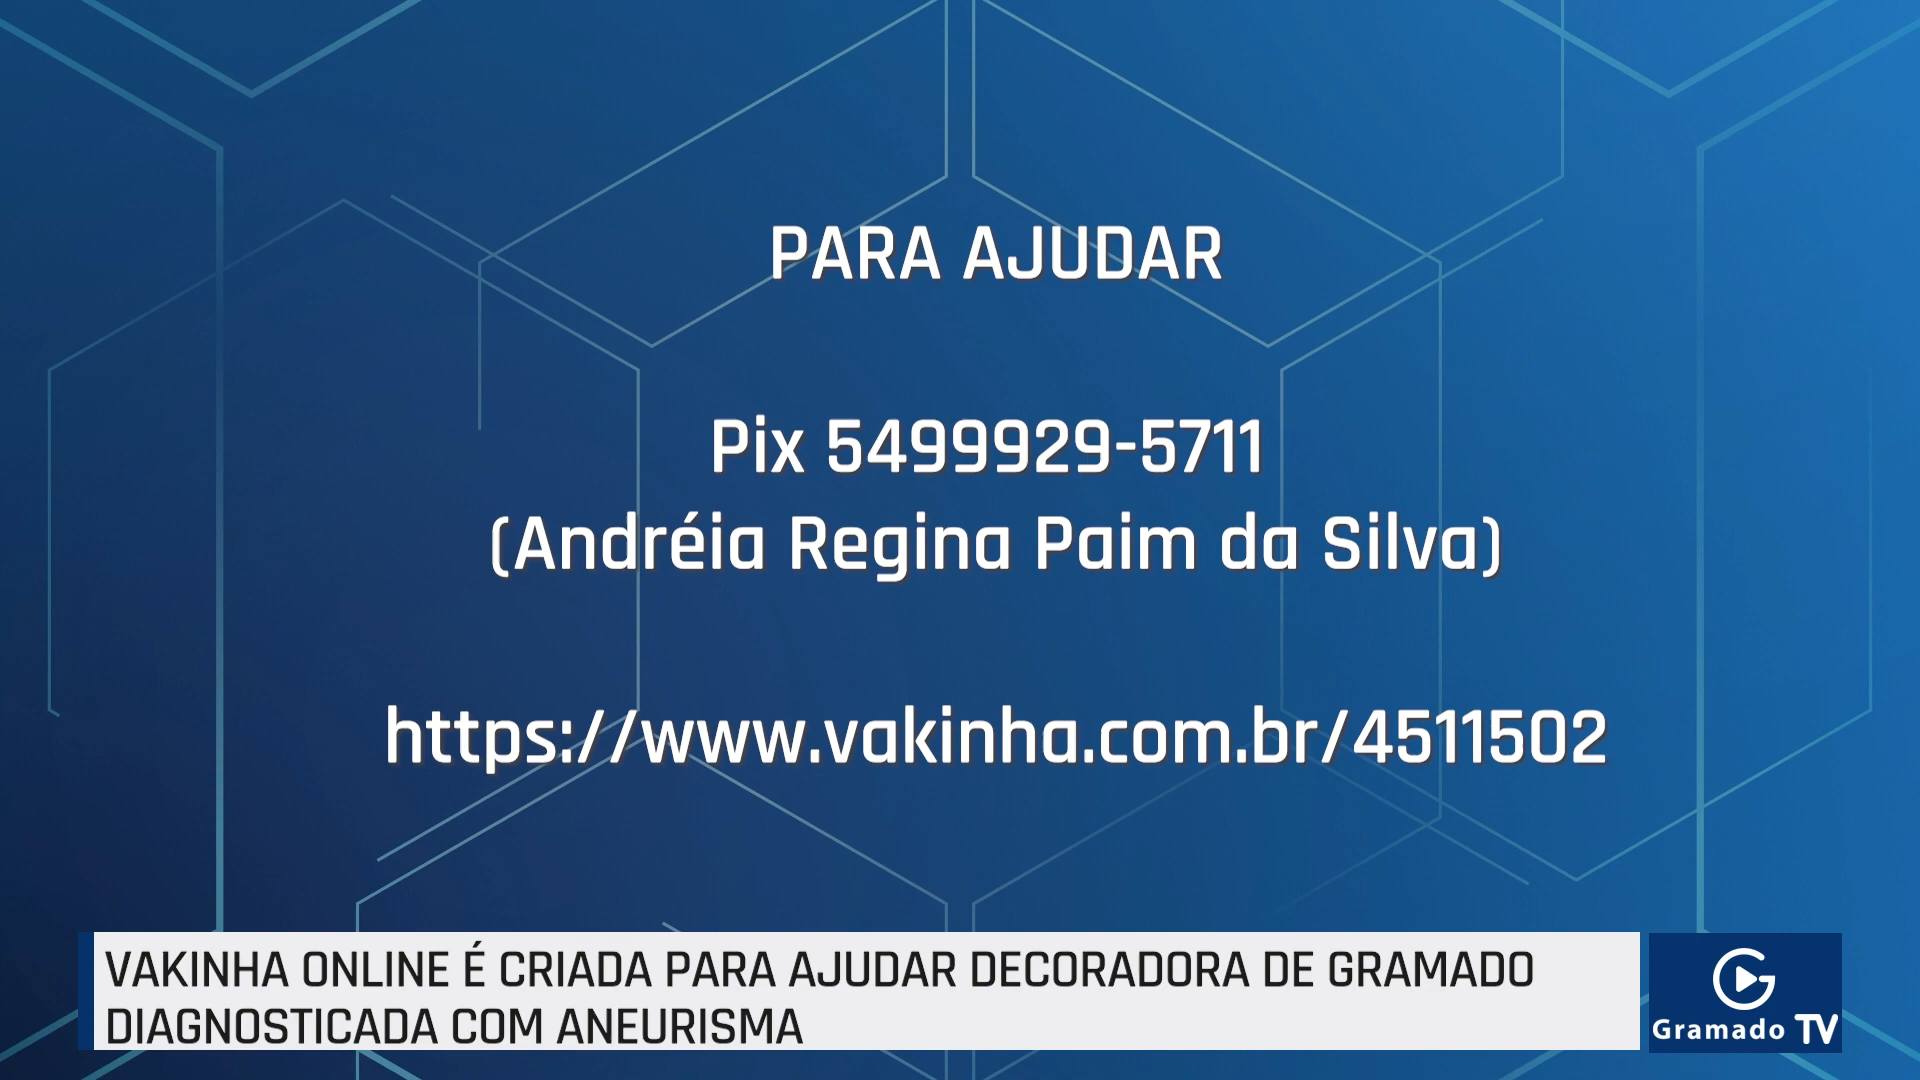 PARA AJUDAR
Pix 5499929-5711
(Andréia Regina Paim da Silva)
https://www.vakinha.com.br/4511502
VAKINHA ONLINE É CRIADA PARA AJUDAR DECORADORA DE GRAMADO
DIAGNOSTICADA COM ANEURISMA
Gramado TV